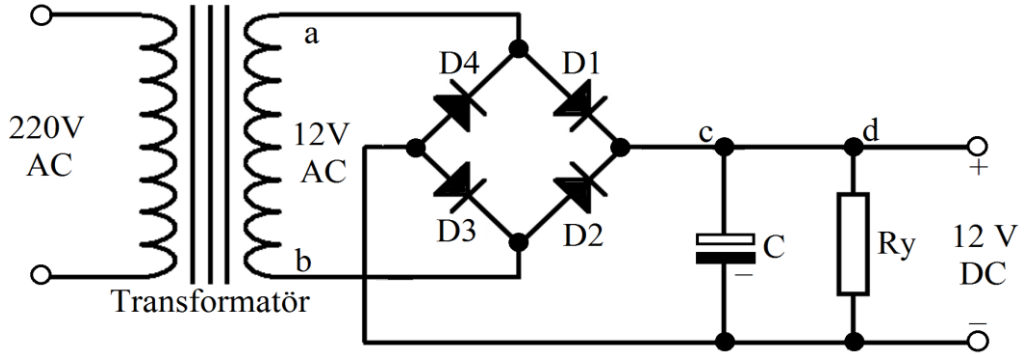 220V
AC
a
12V
AC
b
Transformatör
D4
D1
D3
D2
c
d
C
–
Ry
+
12 V
DC
–